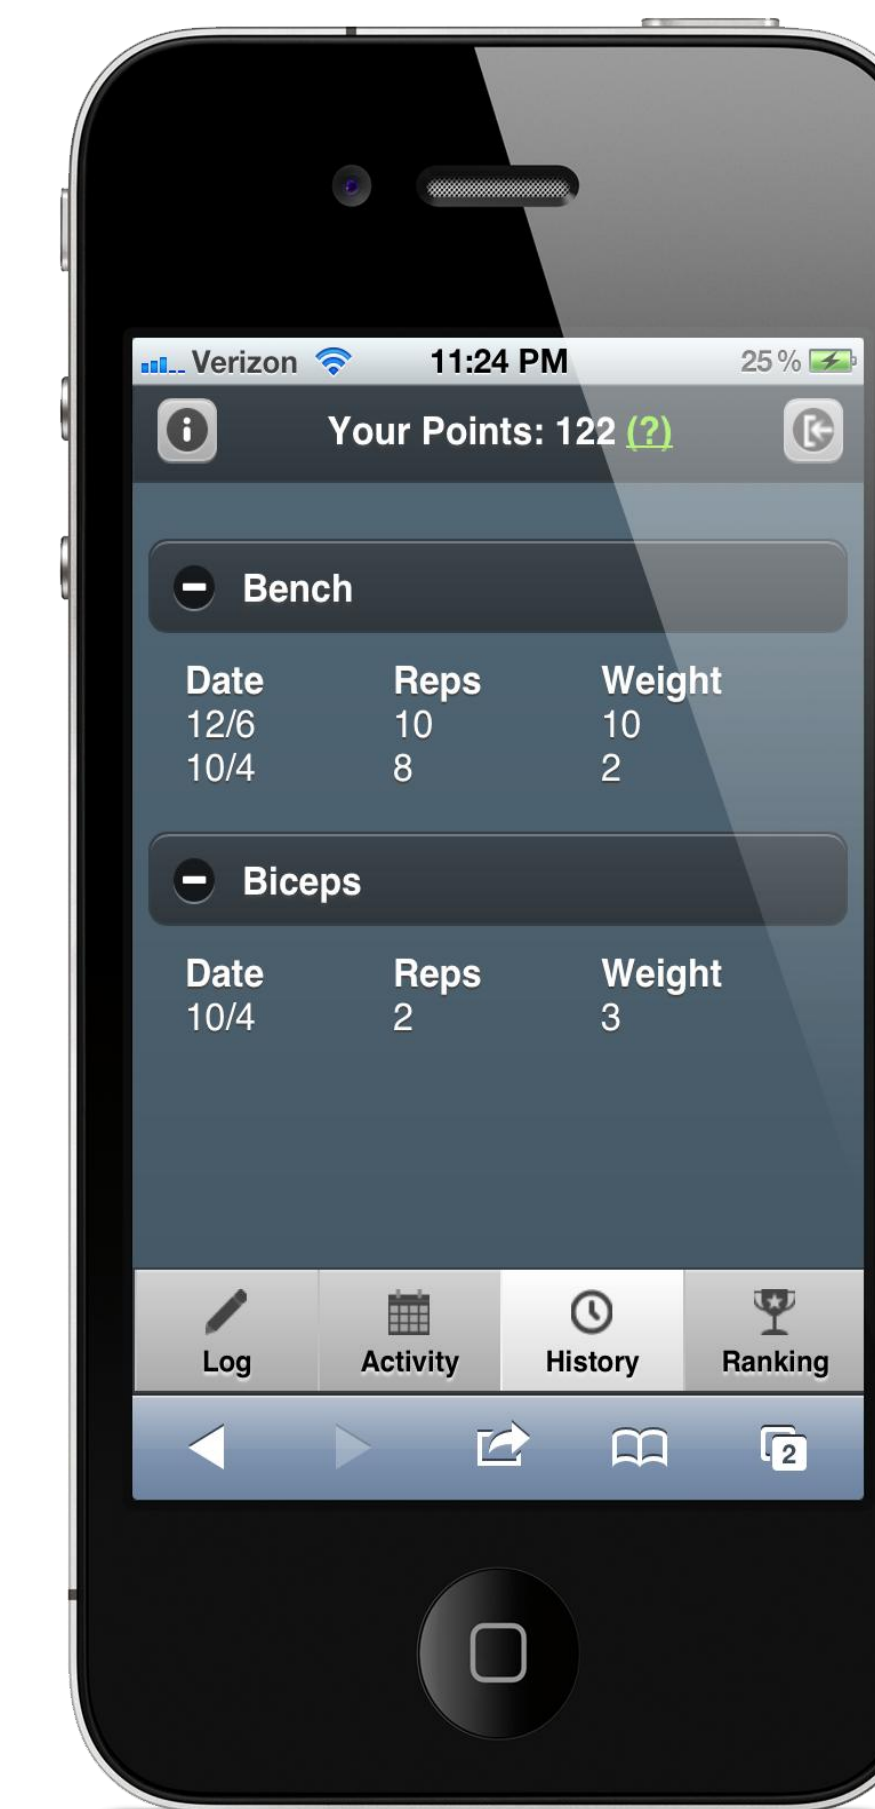 Verizon 11:24 PM 25%
Your Points: 122 (?)
Bench
Date Reps Weight
12/6 10 10
10/4 8 2
Biceps
Date Reps Weight
10/4 2 3
Log Activity History Ranking
2